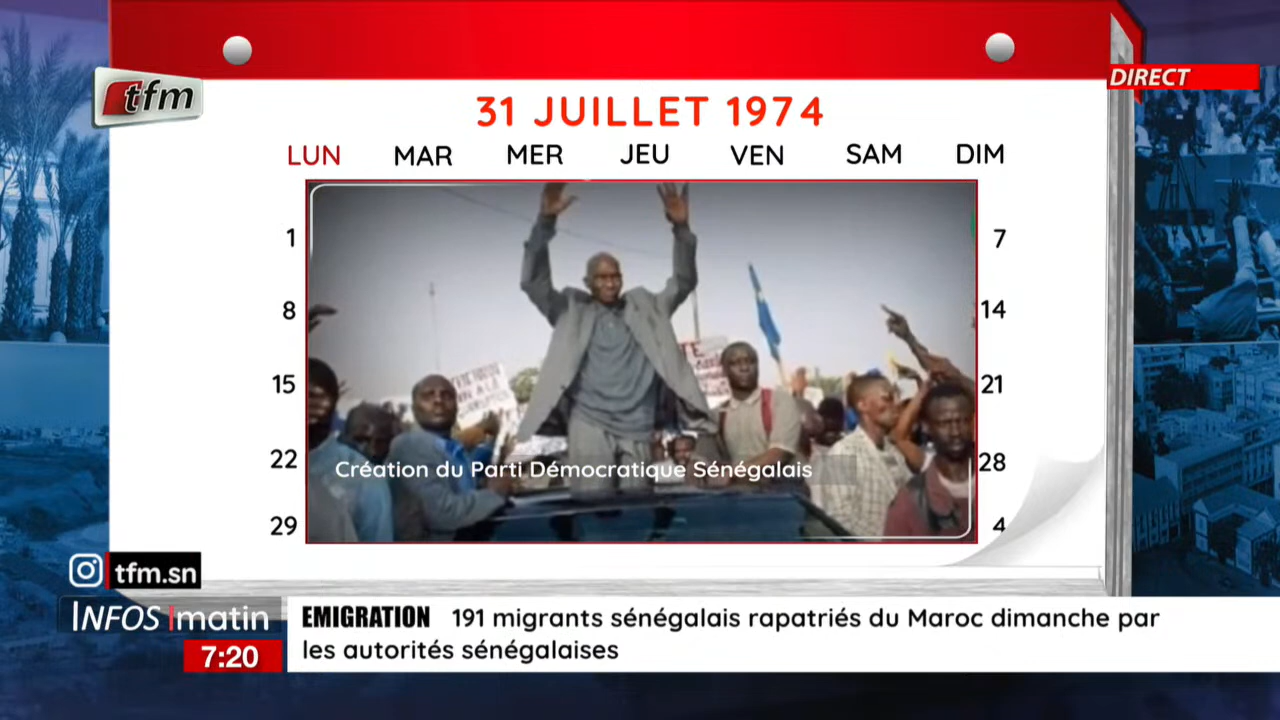 tfm
DIRECT
31 JUILLET 1974
LUN MAR MER JEU VEN SAM DIM
1 7
8 14
15 21
22 28
29 4
Création du Parti Démocratique Sénégalais
tfm.sn
INFOS matin
7:20
EMIGRATION 191 migrants sénégalais rapatriés du Maroc dimanche par
les autorités sénégalaises